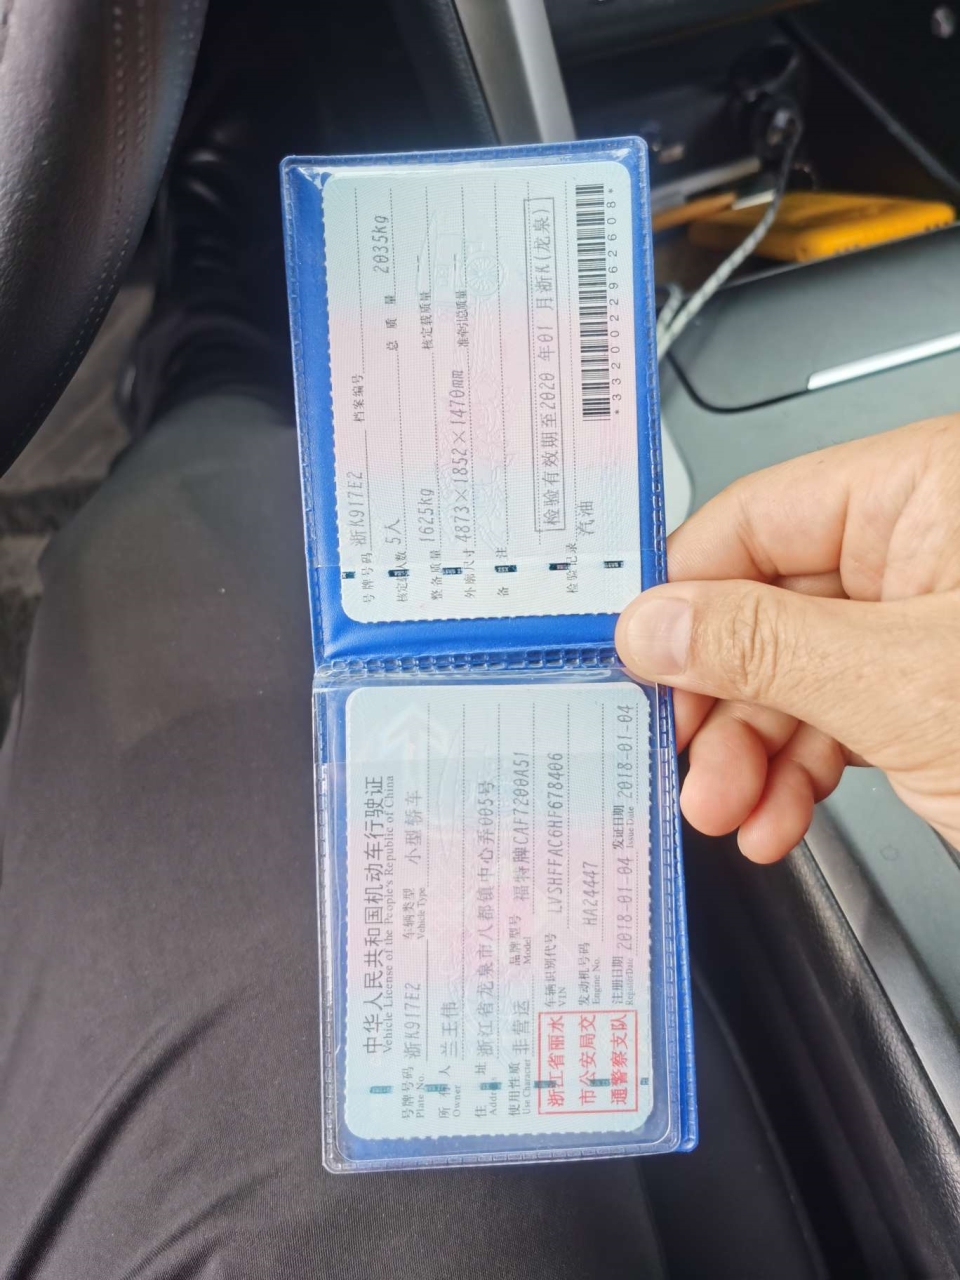 中华人民共和国机动车行驶证
Vehicle License of the People's Republic of China
号牌号码 浙K917E2 车辆类型 小型轿车
Plate No. Vehicle Type
所有人 兰王伟
Owner
住址 浙江省龙泉市八都镇中心弄005号
Address
使用性质 非营运 品牌型号 福特牌CAF7200A51
Use Character Model
浙江省丽水
市公安局交
通警察支队
车辆识别代号 LVSHFFAC6HF678406
VIN
发动机号码 HA24447
Engine No.
注册日期 2018-01-04 发证日期 2018-01-04
Register Date Issue Date
号牌号码 浙K917E2 档案编号
核定载人数 5人 总质量 2035kg
整备质量 1625kg 核定载质量
外廓尺寸 4873×1852×1470mm 准牵引总质量
备注
检验有效期至2020年01月浙K(龙泉)
检验记录
汽油
*3320022962608*